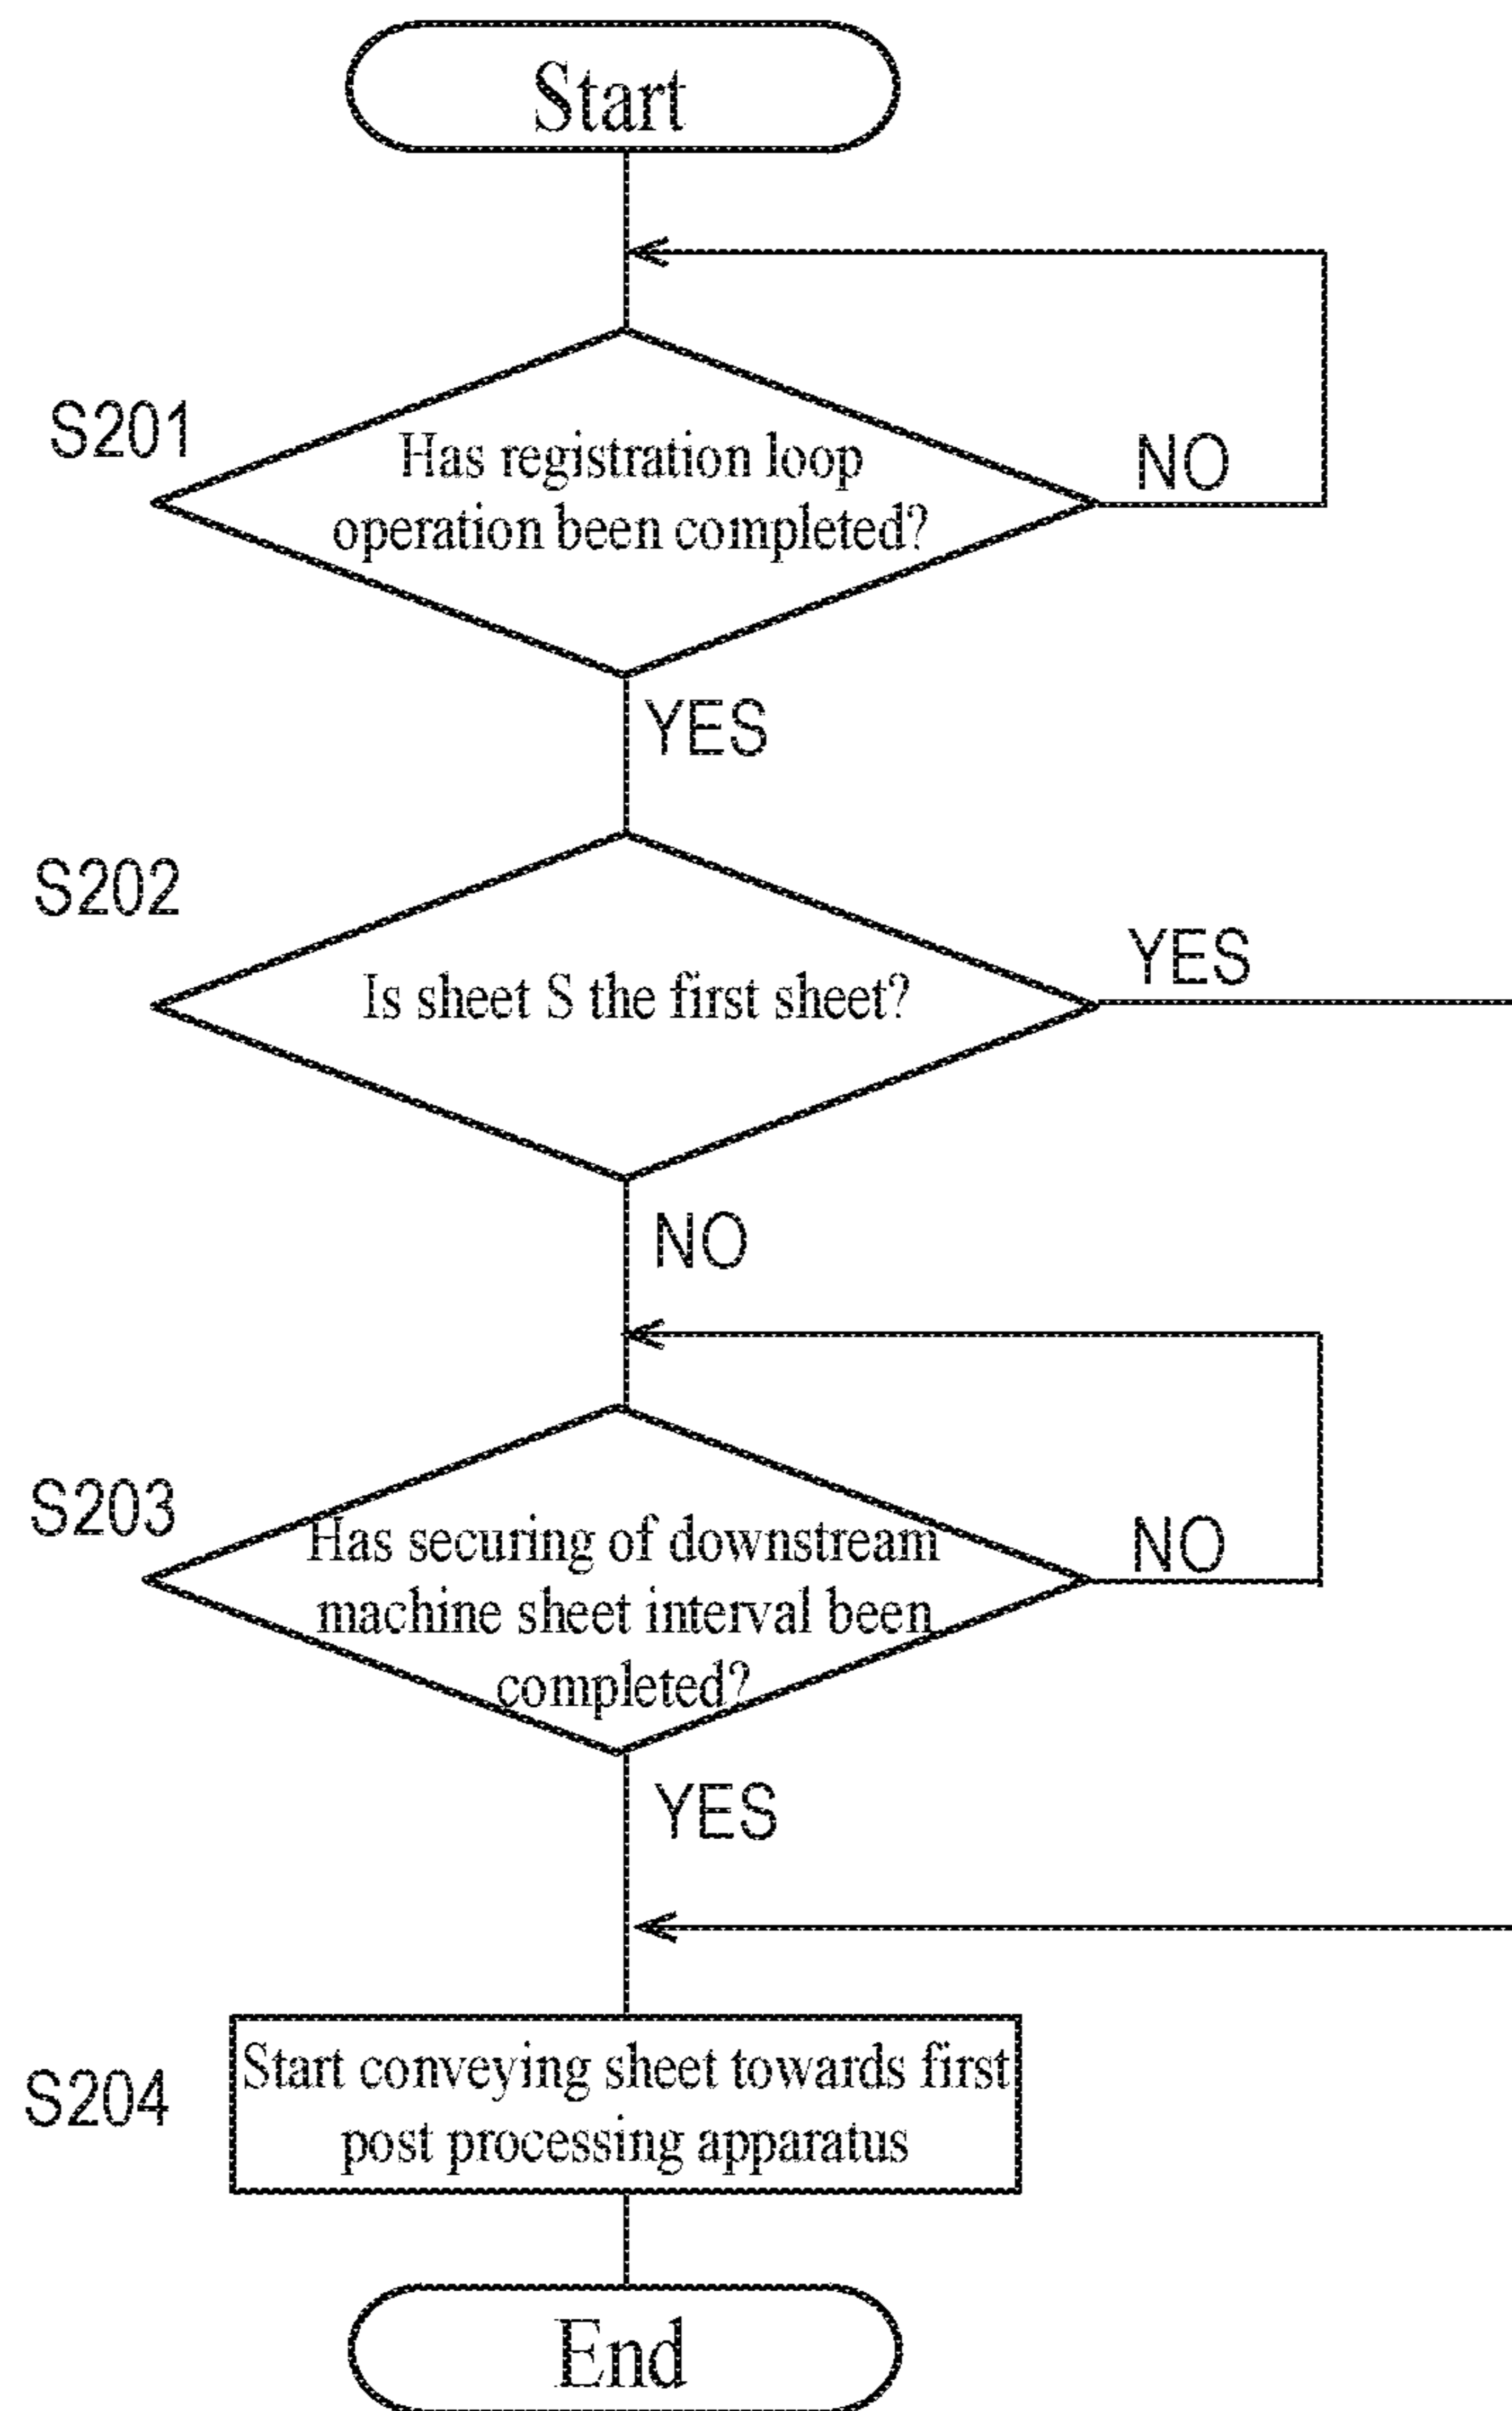 Start
S201
Has registration loop
operation been completed?
NO
YES
S202
Is sheet S the first sheet?
YES
NO
S203
Has securing of downstream
machine sheet interval been
completed?
NO
YES
S204
Start conveying sheet towards first
post processing apparatus
End